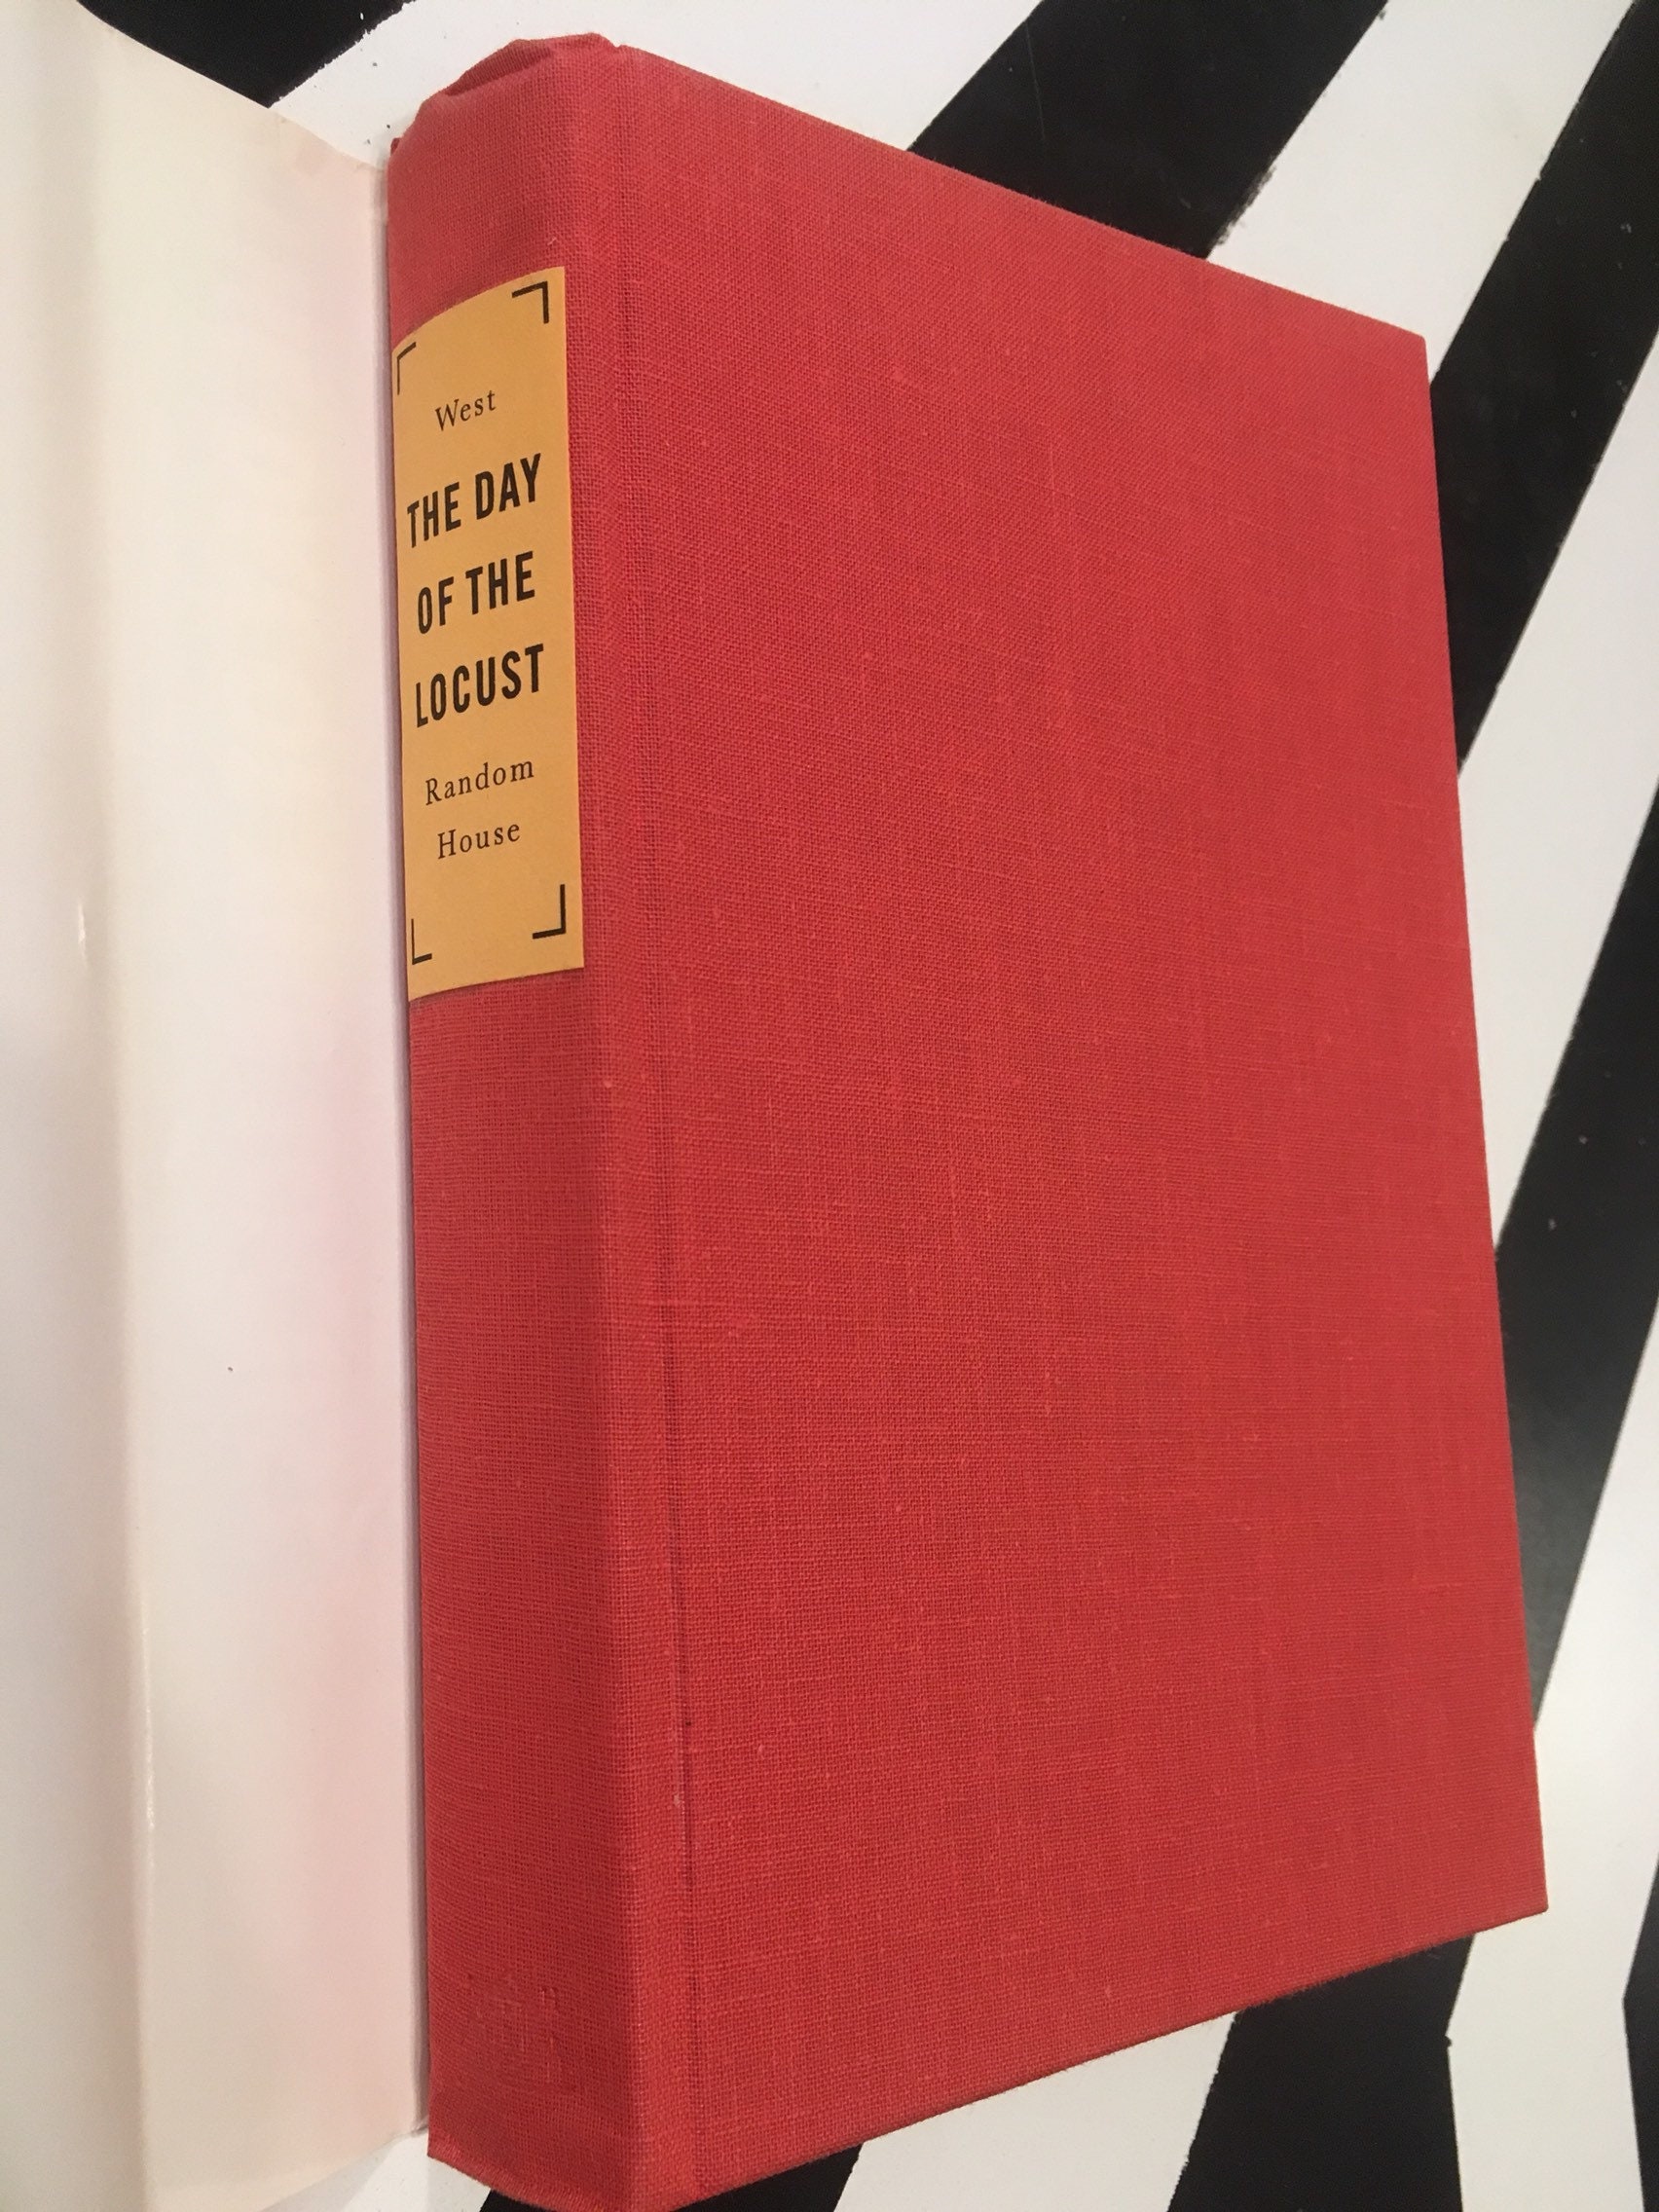 West
THE DAY
OF THE
LOCUST
Random
House